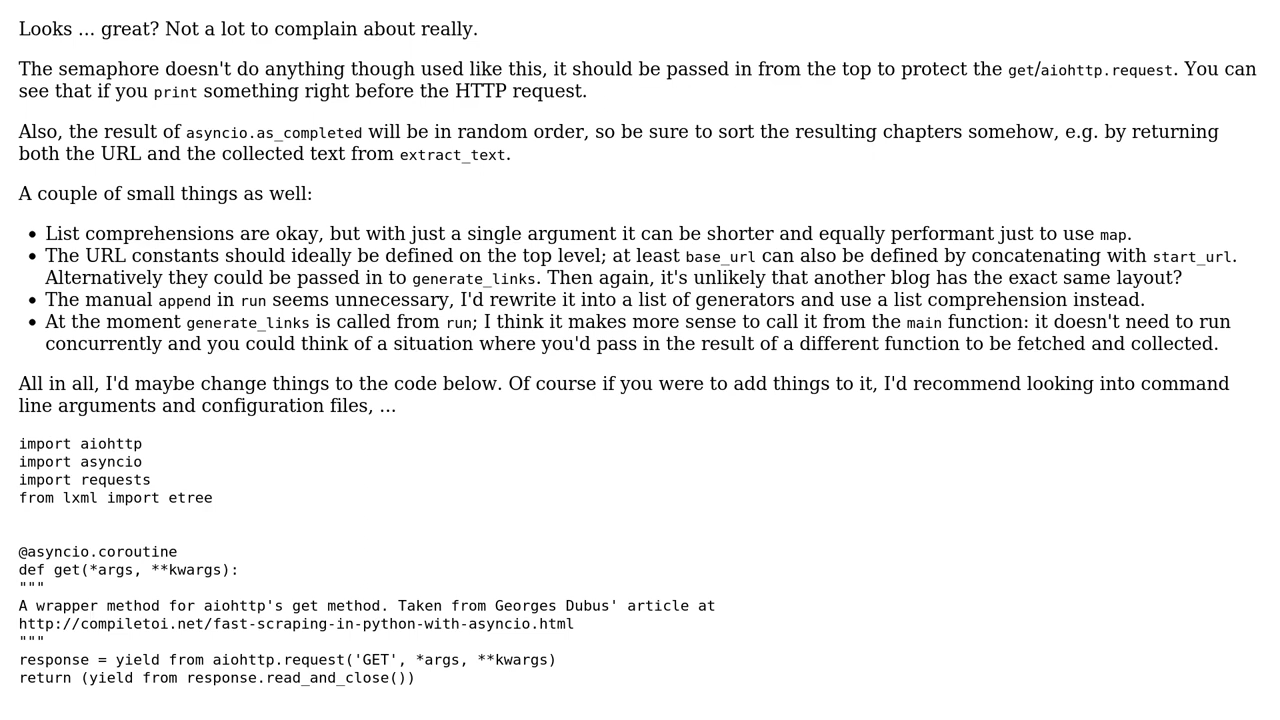 Looks ... great? Not a lot to complain about really.
The semaphore doesn't do anything though used like this, it should be passed in from the top to protect the get/aiohttp.request. You can
see that if you print something right before the HTTP request.
Also, the result of asyncio.as_completed will be in random order, so be sure to sort the resulting chapters somehow, e.g. by returning
both the URL and the collected text from extract_text.
A couple of small things as well:
• List comprehensions are okay, but with just a single argument it can be shorter and equally performant just to use map.
• The URL constants should ideally be defined on the top level; at least base_url can also be defined by concatenating with start_url.
Alternatively they could be passed in to generate_links. Then again, it's unlikely that another blog has the exact same layout?
• The manual append in run seems unnecessary, I'd rewrite it into a list of generators and use a list comprehension instead.
• At the moment generate_links is called from run; I think it makes more sense to call it from the main function: it doesn't need to run
concurrently and you could think of a situation where you'd pass in the result of a different function to be fetched and collected.
All in all, I'd maybe change things to the code below. Of course if you were to add things to it, I'd recommend looking into command
line arguments and configuration files, ...
import aiohttp
import asyncio
import requests
from lxml import etree
@asyncio.coroutine
def get(*args, **kwargs):
"""
A wrapper method for aiohttp's get method. Taken from Georges Dubus' article at
http://compiletoi.net/fast-scraping-in-python-with-asyncio.html
"""
response = yield from aiohttp.request('GET', *args, **kwargs)
return (yield from response.read_and_close())